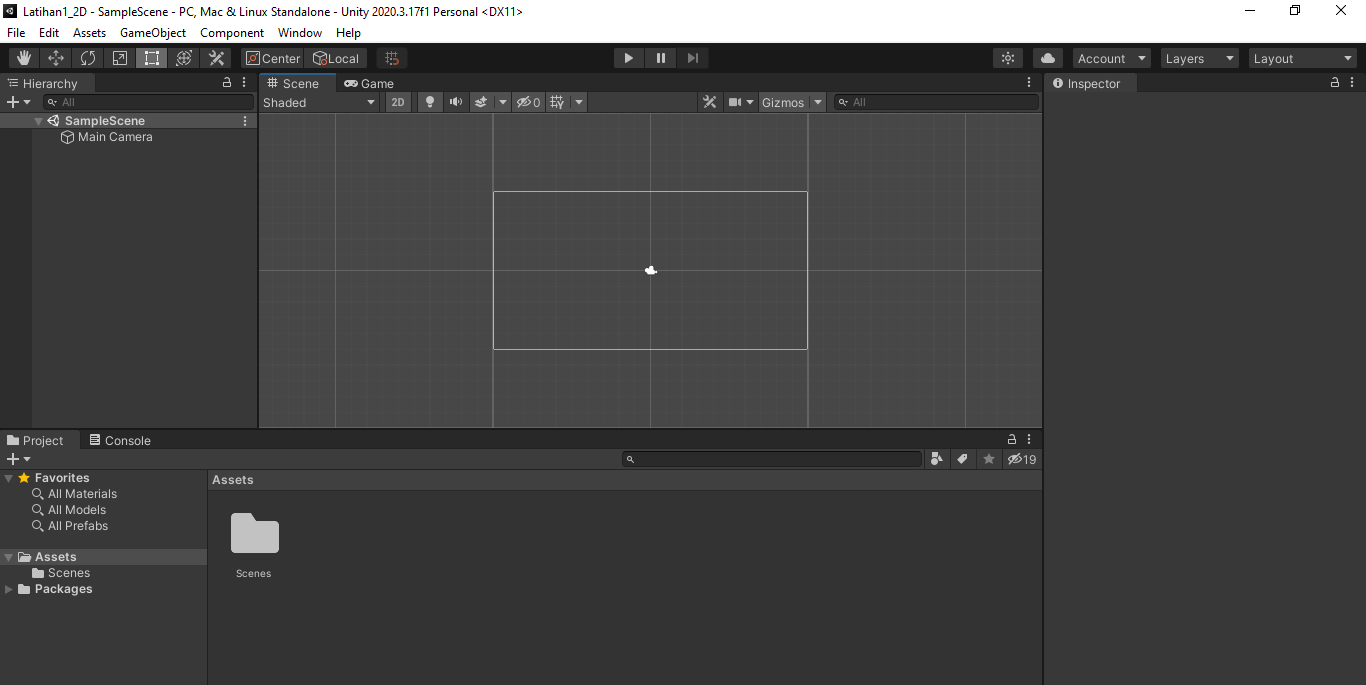 Latihan1_2D - SampleScene - PC, Mac & Linux Standalone - Unity 2020.3.17f1 Personal <DX11>
File Edit Assets GameObject Component Window Help
Center Local Account Layers Layout
Hierarchy
All
SampleScene
Main Camera
Scene Game
Shaded 2D 0 Gizmos All
Inspector
Project Console
19
Favorites
All Materials
All Models
All Prefabs
Assets
Scenes
Packages
Assets
Scenes